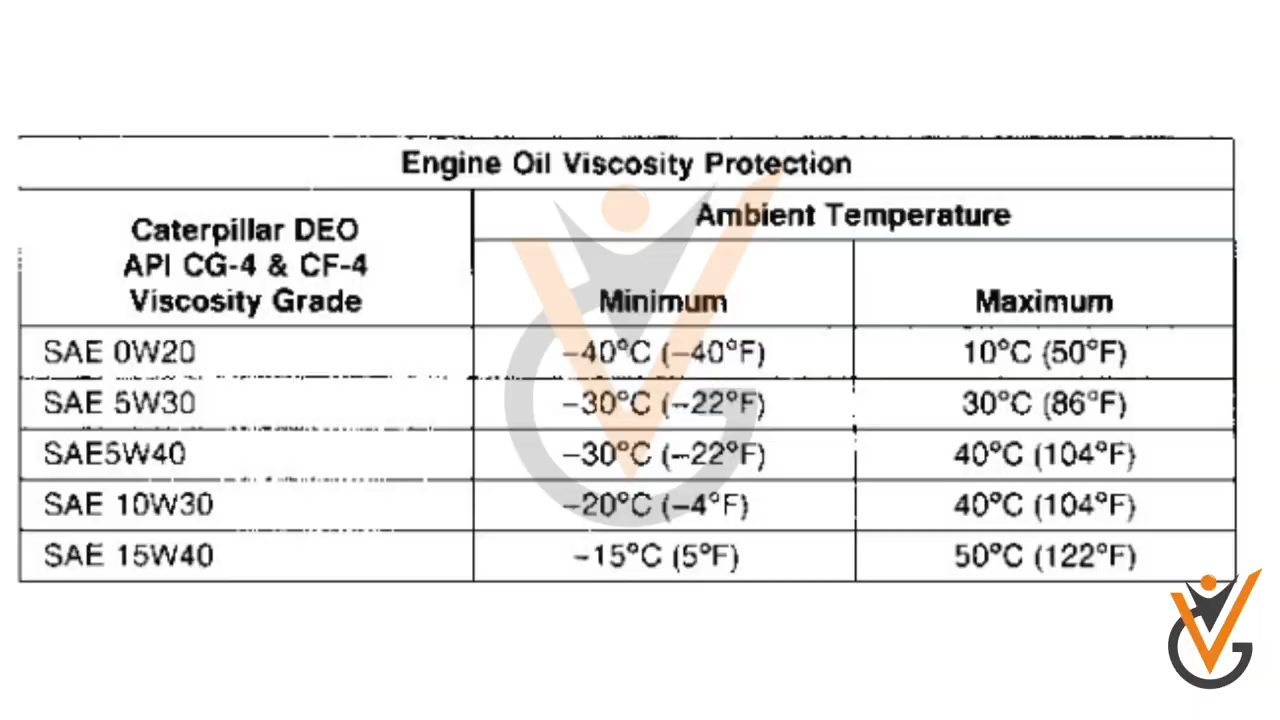 Engine Oil Viscosity Protection
Caterpillar DEO
API CG-4 & CF-4
Viscosity Grade
Ambient Temperature
Minimum
Maximum
SAE 0W20 −40°C (−40°F) 10°C (50°F)
SAE 5W30 −30°C (−22°F) 30°C (86°F)
SAE5W40 −30°C (−22°F) 40°C (104°F)
SAE 10W30 −20°C (−4°F) 40°C (104°F)
SAE 15W40 −15°C (5°F) 50°C (122°F)